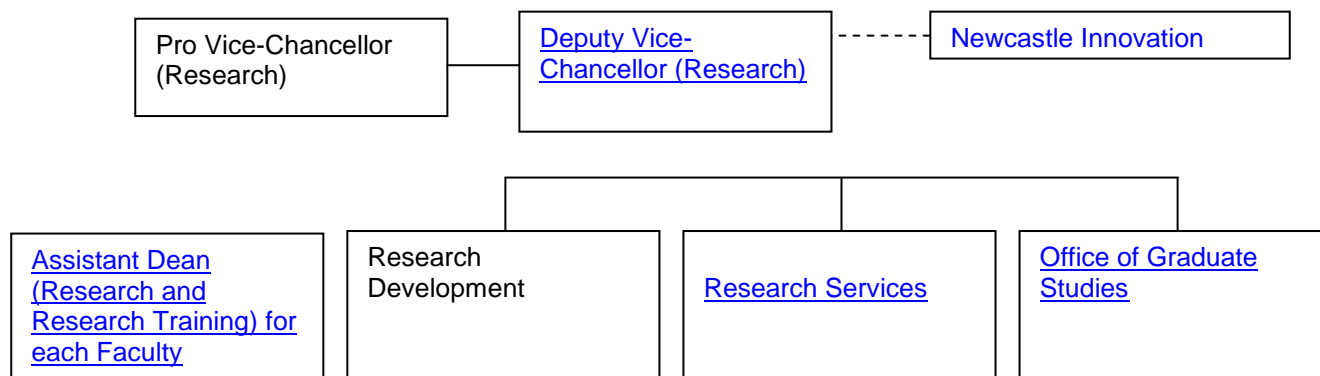 Pro Vice-Chancellor
(Research)
Deputy Vice-
Chancellor (Research)
Newcastle Innovation
Assistant Dean
(Research and
Research Training) for
each Faculty
Research
Development
Research Services
Office of Graduate
Studies